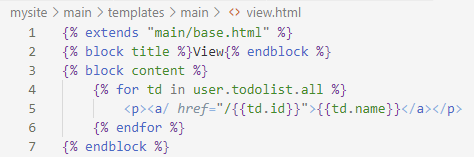 mysite > main > templates > main > <> view.html
1 {% extends "main/base.html" %}
2 {% block title %}View{% endblock %}
3 {% block content %}
4 {% for td in user.todolist.all %}
5 <p><a/ href="/{{td.id}}">{{td.name}}</a></p>
6 {% endfor %}
7 {% endblock %}